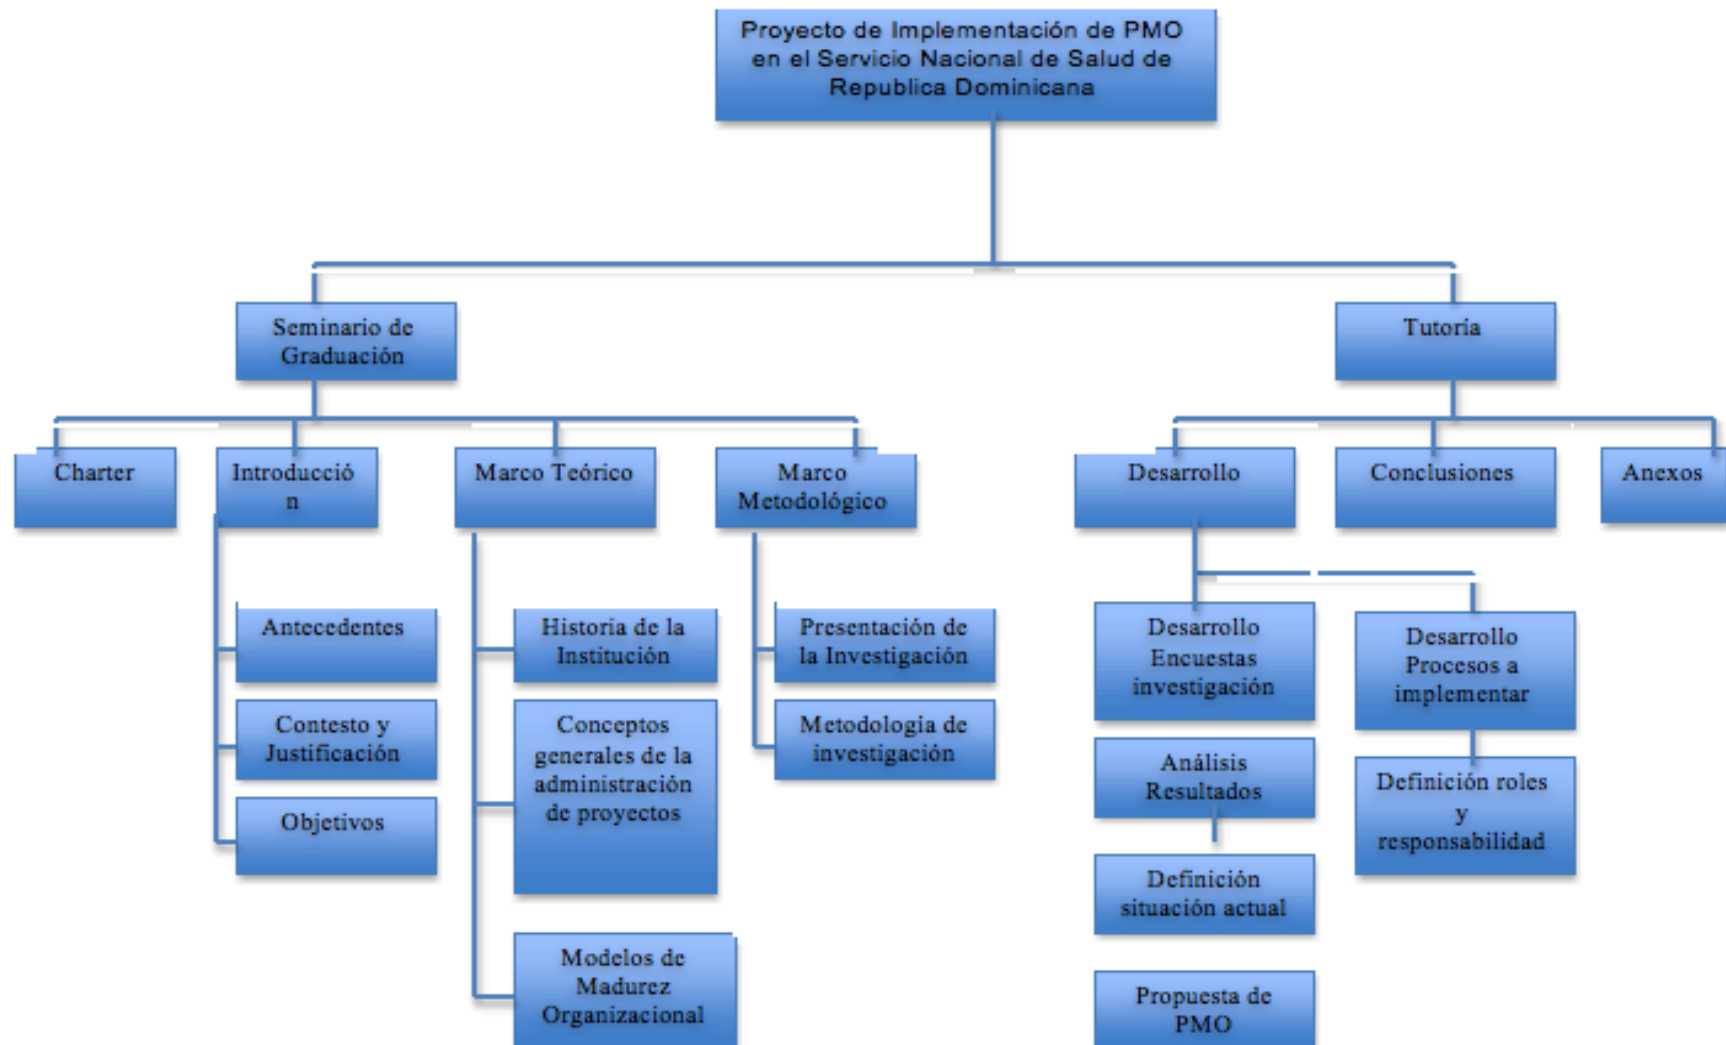 Proyecto de Implementación de PMO
en el Servicio Nacional de Salud de
Republica Dominicana
Seminario de
Graduación
Tutoría
Charter
Introducció
n
Marco Teórico
Marco
Metodológico
Desarrollo
Conclusiones
Anexos
Antecedentes
Contesto y
Justificación
Objetivos
Historia de la
Institución
Conceptos
generales de la
administración
de proyectos
Modelos de
Madurez
Organizacional
Presentación de
la Investigación
Metodología de
investigación
Desarrollo
Encuestas
investigación
Análisis
Resultados
Definición
situación actual
Propuesta de
PMO
Desarrollo
Procesos a
implementar
Definición roles
y
responsabilidad